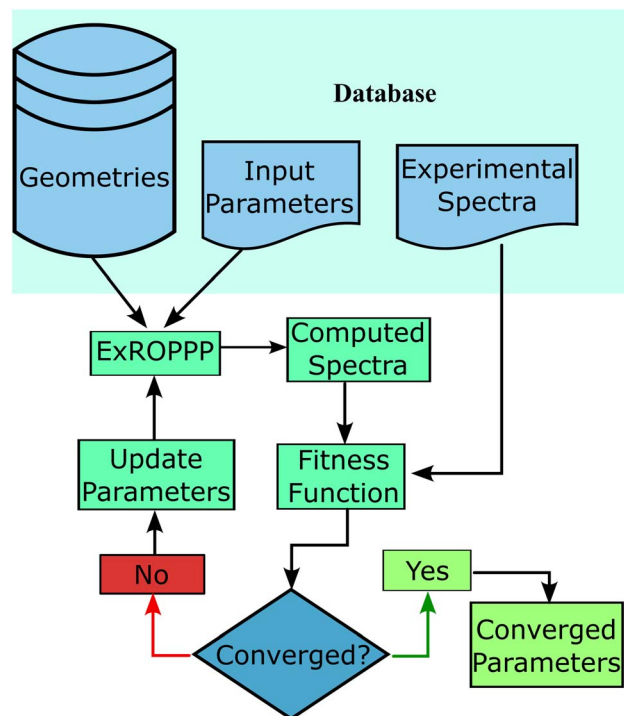 Database
Geometries
Input
Parameters
Experimental
Spectra
ExROPPP
Computed
Spectra
Update
Parameters
Fitness
Function
No
Yes
Converged?
Converged
Parameters